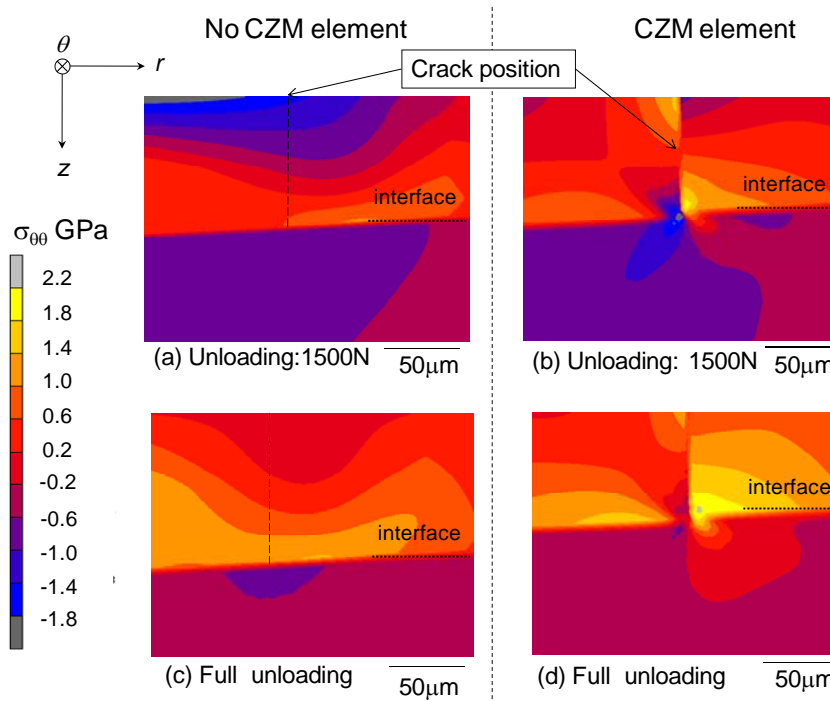 No CZM element
CZM element
θ
r
z
Crack position
interface
interface
σθθ GPa
2.2
1.8
1.4
1.0
0.6
0.2
-0.2
-0.6
-1.0
-1.4
-1.8
(a) Unloading:1500N
50μm
(b) Unloading: 1500N
50μm
interface
interface
(c) Full unloading
50μm
(d) Full unloading
50μm